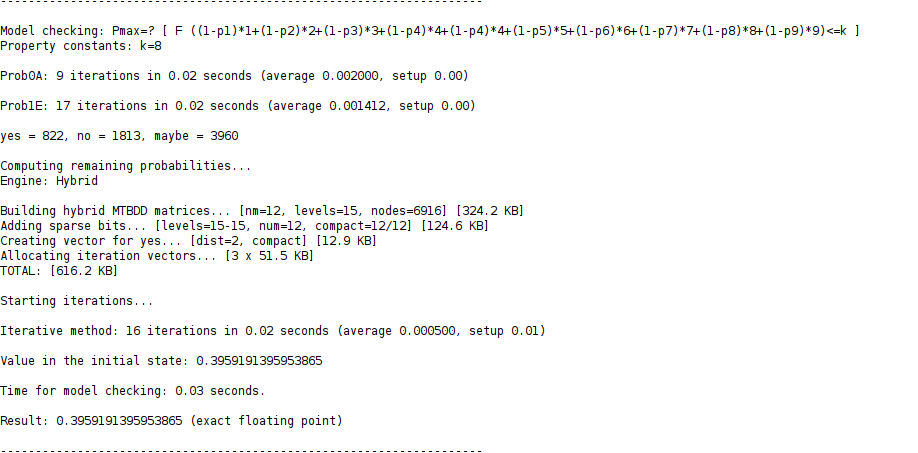 -----------------------------------------------------------------------
Model checking: Pmax=? [ F ((1-p1)*1+(1-p2)*2+(1-p3)*3+(1-p4)*4+(1-p4)*4+(1-p5)*5+(1-p6)*6+(1-p7)*7+(1-p8)*8+(1-p9)*9)<=k ]
Property constants: k=8
Prob0A: 9 iterations in 0.02 seconds (average 0.002000, setup 0.00)
Prob1E: 17 iterations in 0.02 seconds (average 0.001412, setup 0.00)
yes = 822, no = 1813, maybe = 3960
Computing remaining probabilities...
Engine: Hybrid
Building hybrid MTBDD matrices... [nm=12, levels=15, nodes=6916] [324.2 KB]
Adding sparse bits... [levels=15-15, num=12, compact=12/12] [124.6 KB]
Creating vector for yes... [dist=2, compact] [12.9 KB]
Allocating iteration vectors... [3 x 51.5 KB]
TOTAL: [616.2 KB]
Starting iterations...
Iterative method: 16 iterations in 0.02 seconds (average 0.000500, setup 0.01)
Value in the initial state: 0.3959191395953865
Time for model checking: 0.03 seconds.
Result: 0.3959191395953865 (exact floating point)
-----------------------------------------------------------------------